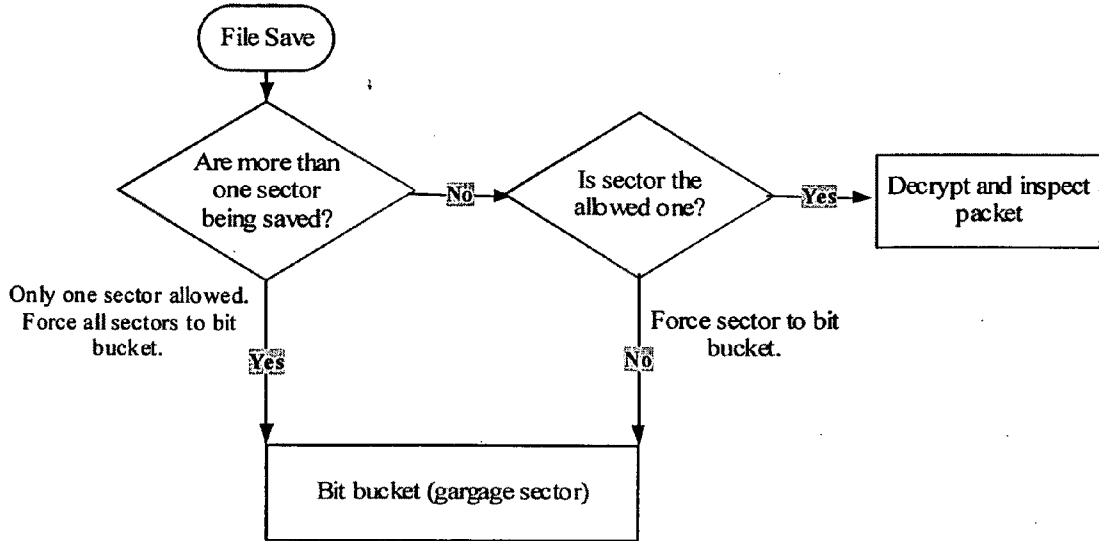 File Save
Are more than
one sector
being saved?
No
Is sector the
allowed one?
Yes
Decrypt and inspect
packet
Only one sector allowed.
Force all sectors to bit
bucket.
Yes
Force sector to bit
bucket.
No
Bit bucket (gargage sector)